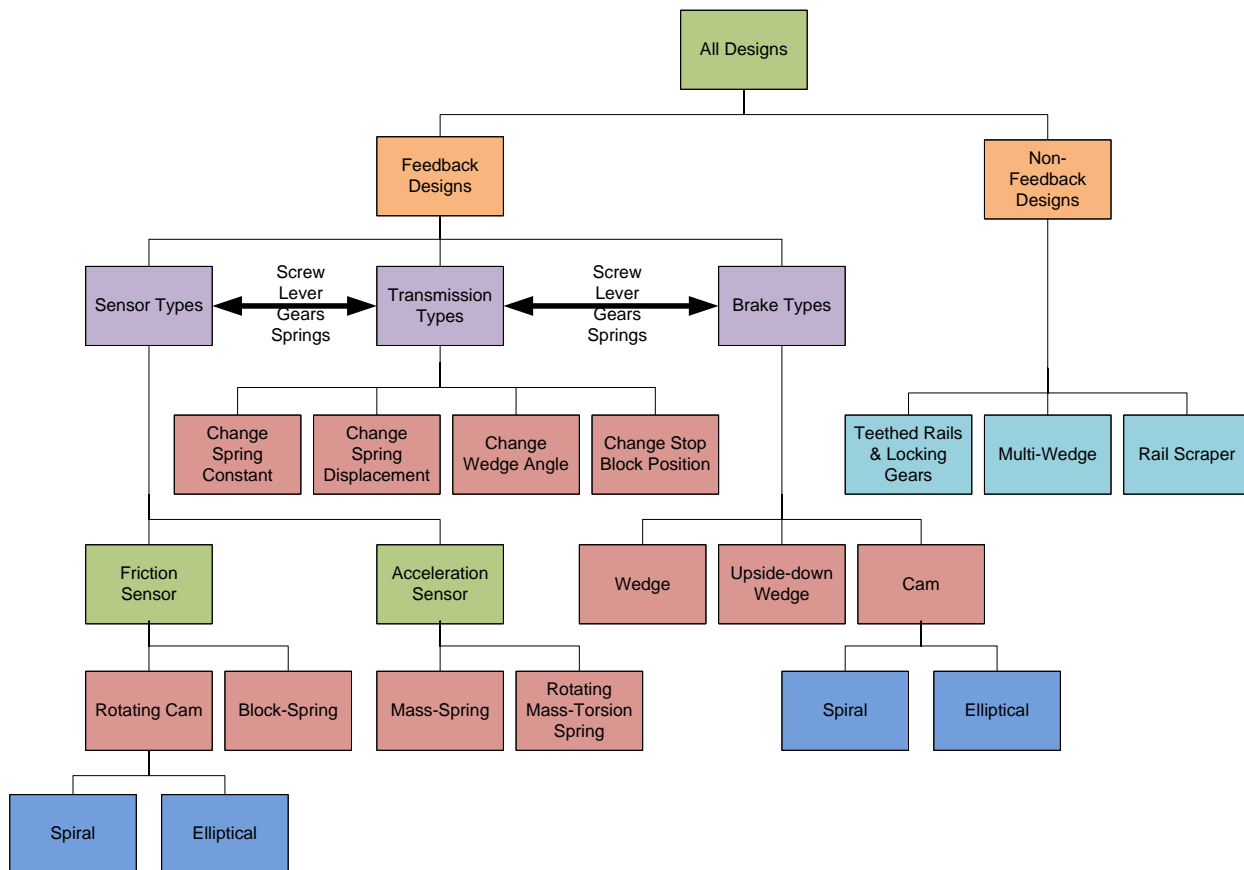 All Designs
Feedback
Designs
Non-
Feedback
Designs
Sensor Types
Screw
Lever
Gears
Springs
Transmission
Types
Screw
Lever
Gears
Springs
Brake Types
Change
Spring
Constant
Change
Spring
Displacement
Change
Wedge Angle
Change Stop
Block Position
Teethed Rails
& Locking
Gears
Multi-Wedge
Rail Scraper
Friction
Sensor
Acceleration
Sensor
Wedge
Upside-down
Wedge
Cam
Rotating Cam
Block-Spring
Mass-Spring
Rotating
Mass-Torsion
Spring
Spiral
Elliptical
Spiral
Elliptical